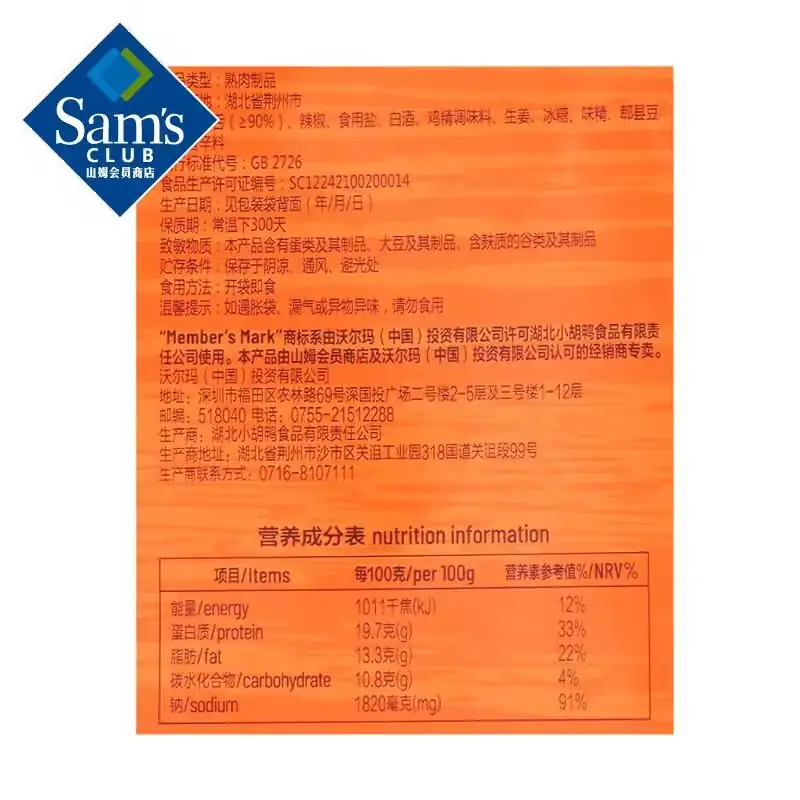 Sam's
CLUB
山姆会员商店
类型：熟肉制品
地：湖北省荆州市
（≥90%）、辣椒、食用盐、白酒、鸡精调味料、生姜、冰糖、味精、郫县豆
辛料
行标准代号：GB 2726
食品生产许可证编号：SC12242100200014
生产日期：见包装袋背面（年/月/日）
保质期：常温下300天
致敏物质：本产品含有蛋类及其制品、大豆及其制品、含麸质的谷类及其制品
贮存条件：保存于阴凉、通风、避光处
食用方法：开袋即食
温馨提示：如遇胀袋、漏气或异物异味，请勿食用
“Member's Mark”商标系由沃尔玛（中国）投资有限公司许可湖北小胡鸭食品有限责
任公司使用。本产品由山姆会员商店及沃尔玛（中国）投资有限公司认可的经销商专卖。
沃尔玛（中国）投资有限公司
地址：深圳市福田区农林路69号深国投广场二号楼2-5层及三号楼1-12层
邮编：518040 电话：0755-21512288
生产商：湖北小胡鸭食品有限责任公司
生产商地址：湖北省荆州市沙市区关沮工业园318国道关沮段99号
生产商联系方式：0716-8107111
营养成分表 nutrition information
项目/Items 每100克/per 100g 营养素参考值%/NRV%
能量/energy 1011千焦(kJ) 12%
蛋白质/protein 19.7克(g) 33%
脂肪/fat 13.3克(g) 22%
碳水化合物/carbohydrate 10.8克(g) 4%
钠/sodium 1820毫克(mg) 91%